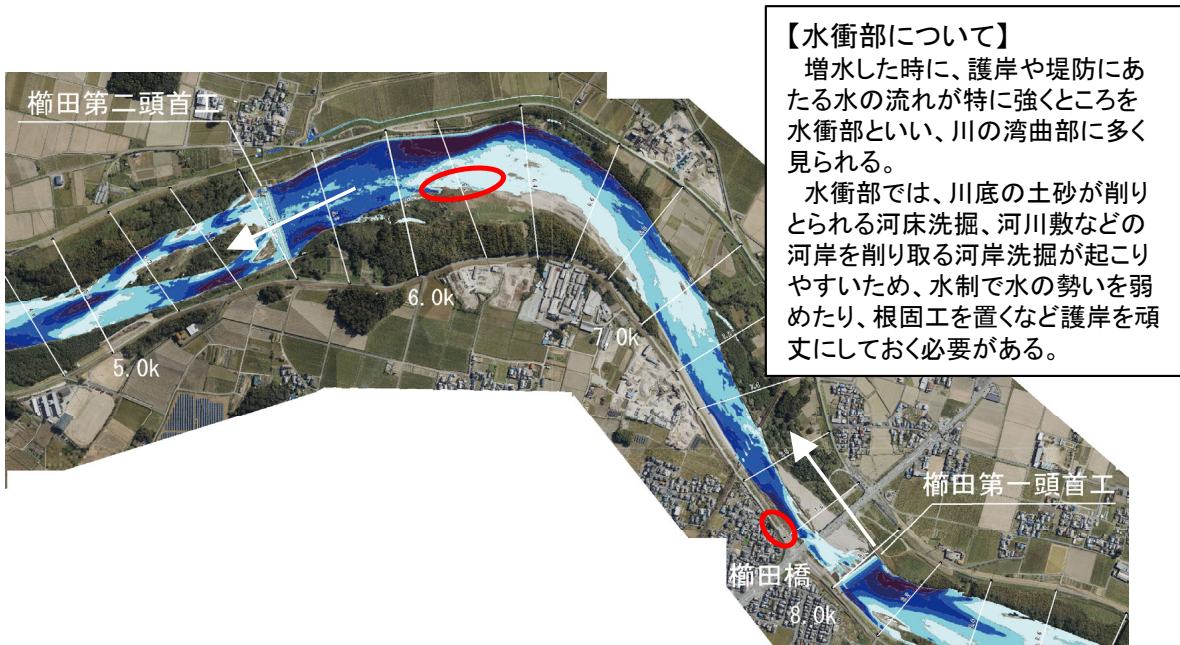 【水衝部について】
増水した時に、護岸や堤防にあ
たる水の流れが特に強くところを
水衝部といい、川の湾曲部に多く
見られる。
水衝部では、川底の土砂が削り
とられる河床洗掘、河川敷などの
河岸を削り取る河岸洗掘が起こり
やすいため、水制で水の勢いを弱
めたり、根固工を置くなど護岸を頑
丈にしておく必要がある。
櫛田第二頭首工
6.0k
7.0k
5.0k
櫛田第一頭首工
櫛田橋
8.0k